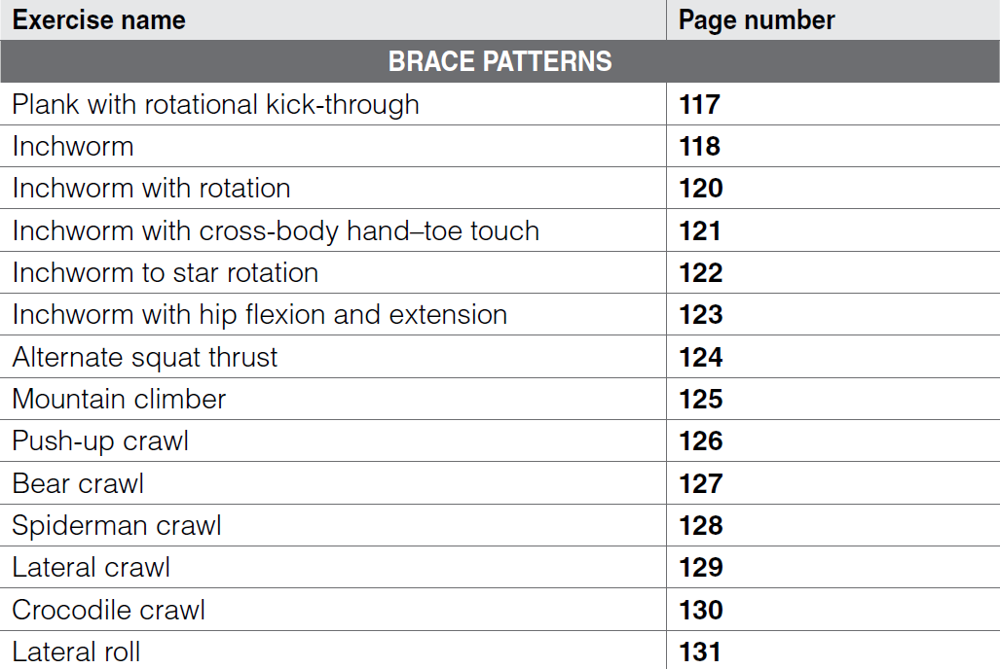 Exercise name Page number
BRACE PATTERNS
Plank with rotational kick-through 117
Inchworm 118
Inchworm with rotation 120
Inchworm with cross-body hand–toe touch 121
Inchworm to star rotation 122
Inchworm with hip flexion and extension 123
Alternate squat thrust 124
Mountain climber 125
Push-up crawl 126
Bear crawl 127
Spiderman crawl 128
Lateral crawl 129
Crocodile crawl 130
Lateral roll 131